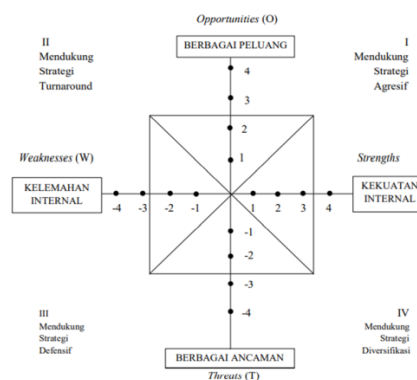 Opportunities (O)
BERBAGAI PELUANG
II
Mendukung
Strategi
Turnaround
I
Mendukung
Strategi
Agresif
4
3
2
1
Weaknesses (W)
Strengths
KELEMAHAN
INTERNAL
KEKUATAN
INTERNAL
-4 -3 -2 -1 1 2 3 4
-1
-2
-3
-4
III
Mendukung
Strategi
Defensif
IV
Mendukung
Strategi
Diversifikasi
BERBAGAI ANCAMAN
Threats (T)